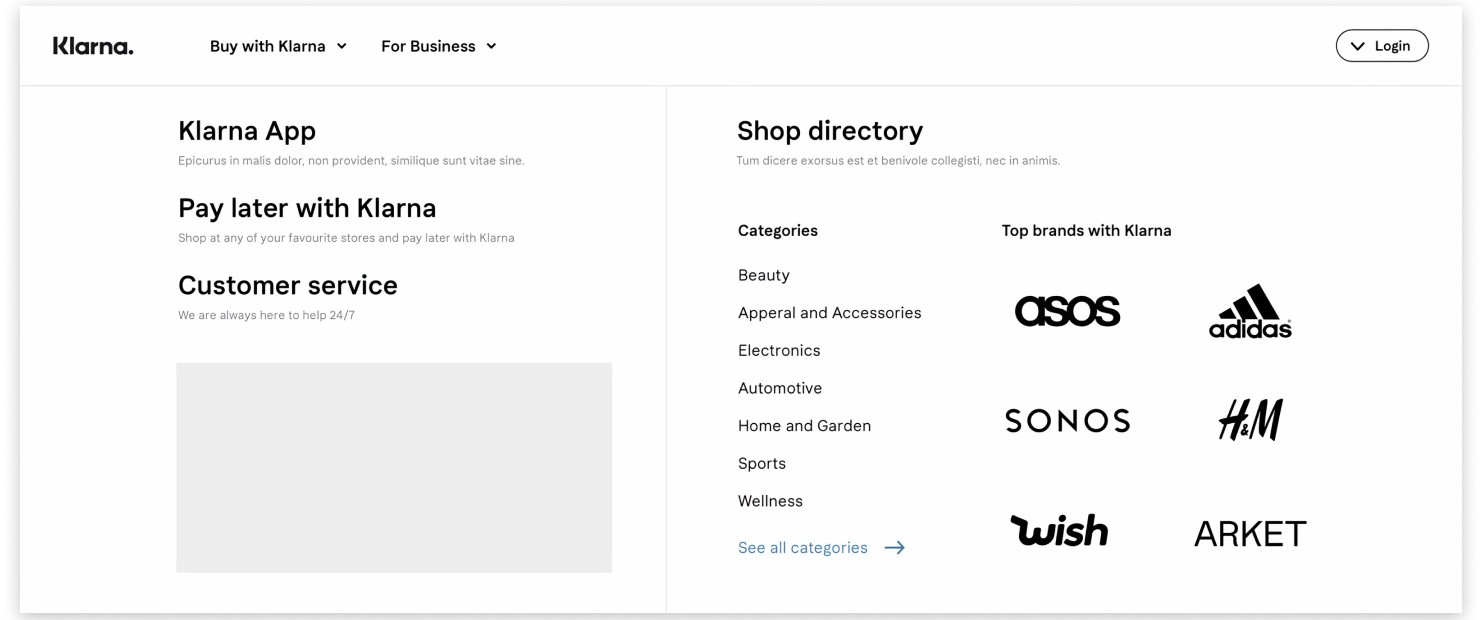 Klarna.
Buy with Klarna
For Business
Login
Klarna App
Epicurus in malis dolor, non provident, similique sunt vitae sine.
Pay later with Klarna
Shop at any of your favourite stores and pay later with Klarna
Customer service
We are always here to help 24/7
Shop directory
Tum dicere exorsus est et benivole collegisti, nec in animis.
Categories
Beauty
Apperal and Accessories
Electronics
Automotive
Home and Garden
Sports
Wellness
See all categories
Top brands with Klarna
asos
adidas
SONOS
H&M
wish
ARKET